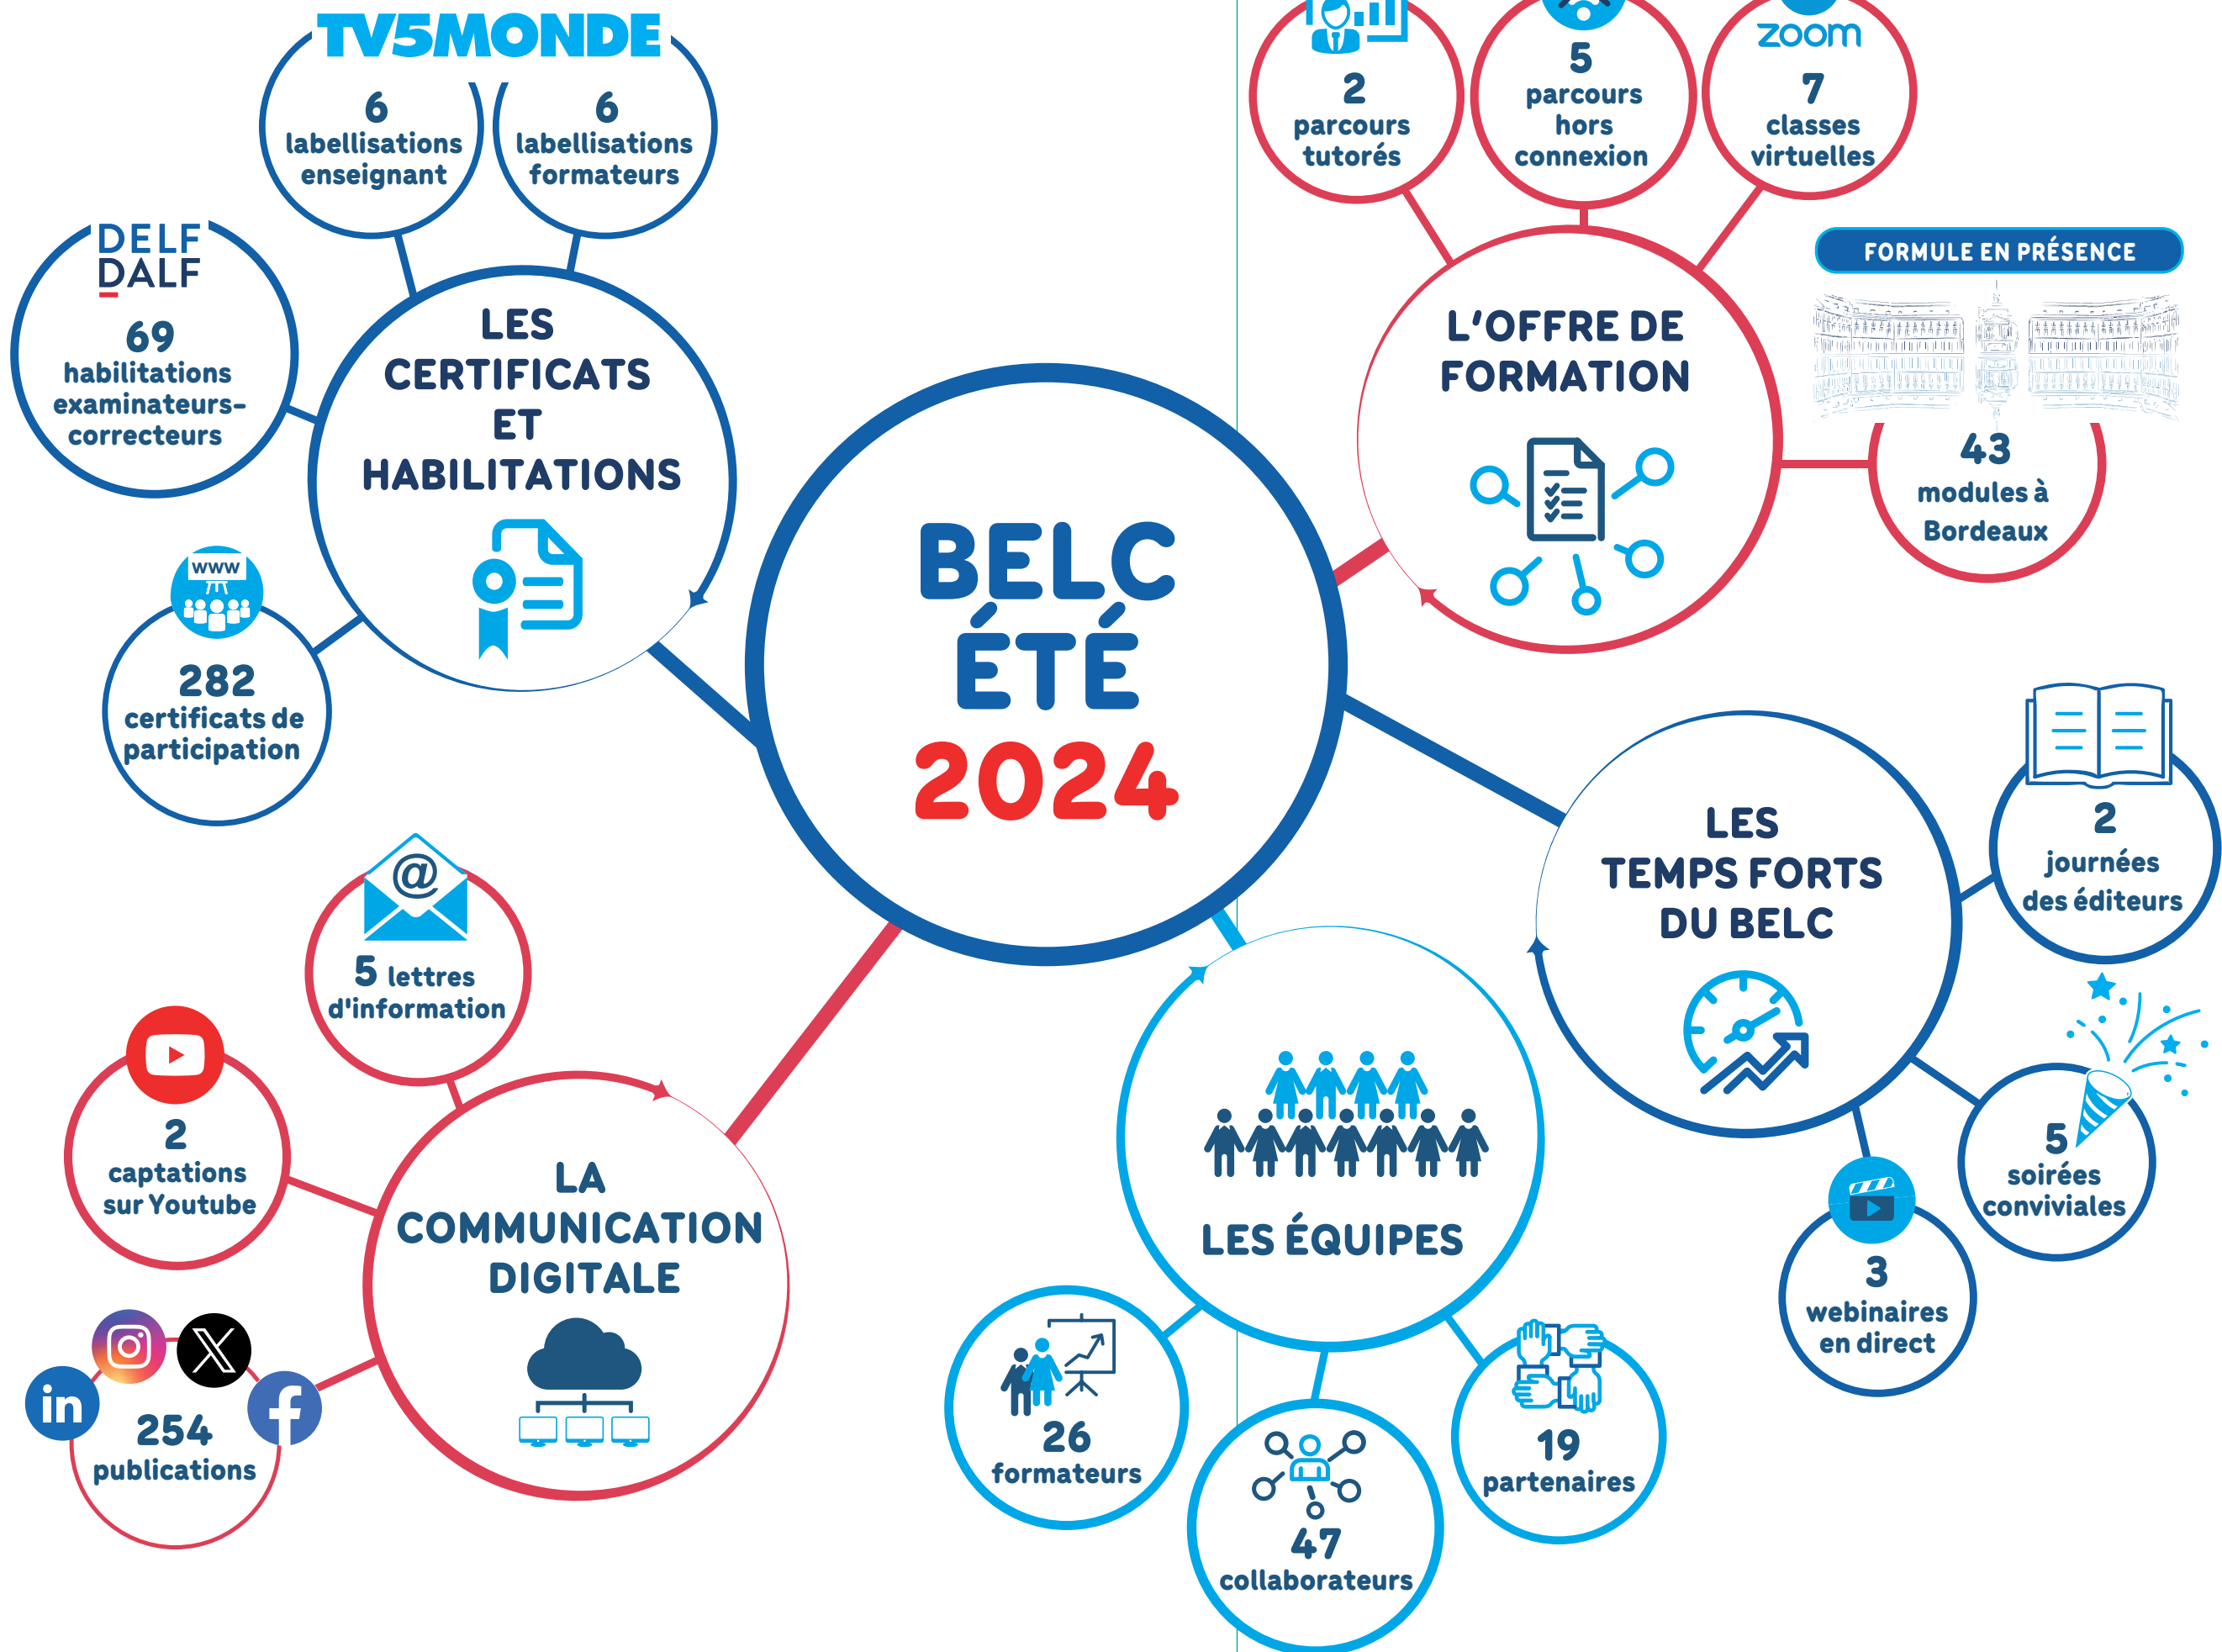 TV5MONDE
6
labellisations
enseignant
6
labellisations
formateurs
DELF
DALF
69
habilitations
examinateurs-
correcteurs
LES
CERTIFICATS
ET
HABILITATIONS
www
282
certificats de
participation
2
parcours
tutorés
5
parcours
hors
connexion
zoom
7
classes
virtuelles
L'OFFRE DE
FORMATION
FORMULE EN PRÉSENCE
43
modules à
Bordeaux
BELC
ÉTÉ
2024
LES
TEMPS FORTS
DU BELC
2
journées
des éditeurs
5
soirées
conviviales
3
webinaires
en direct
@
5 lettres
d'information
2
captations
sur Youtube
LA
COMMUNICATION
DIGITALE
in
X
f
254
publications
LES ÉQUIPES
26
formateurs
47
collaborateurs
19
partenaires